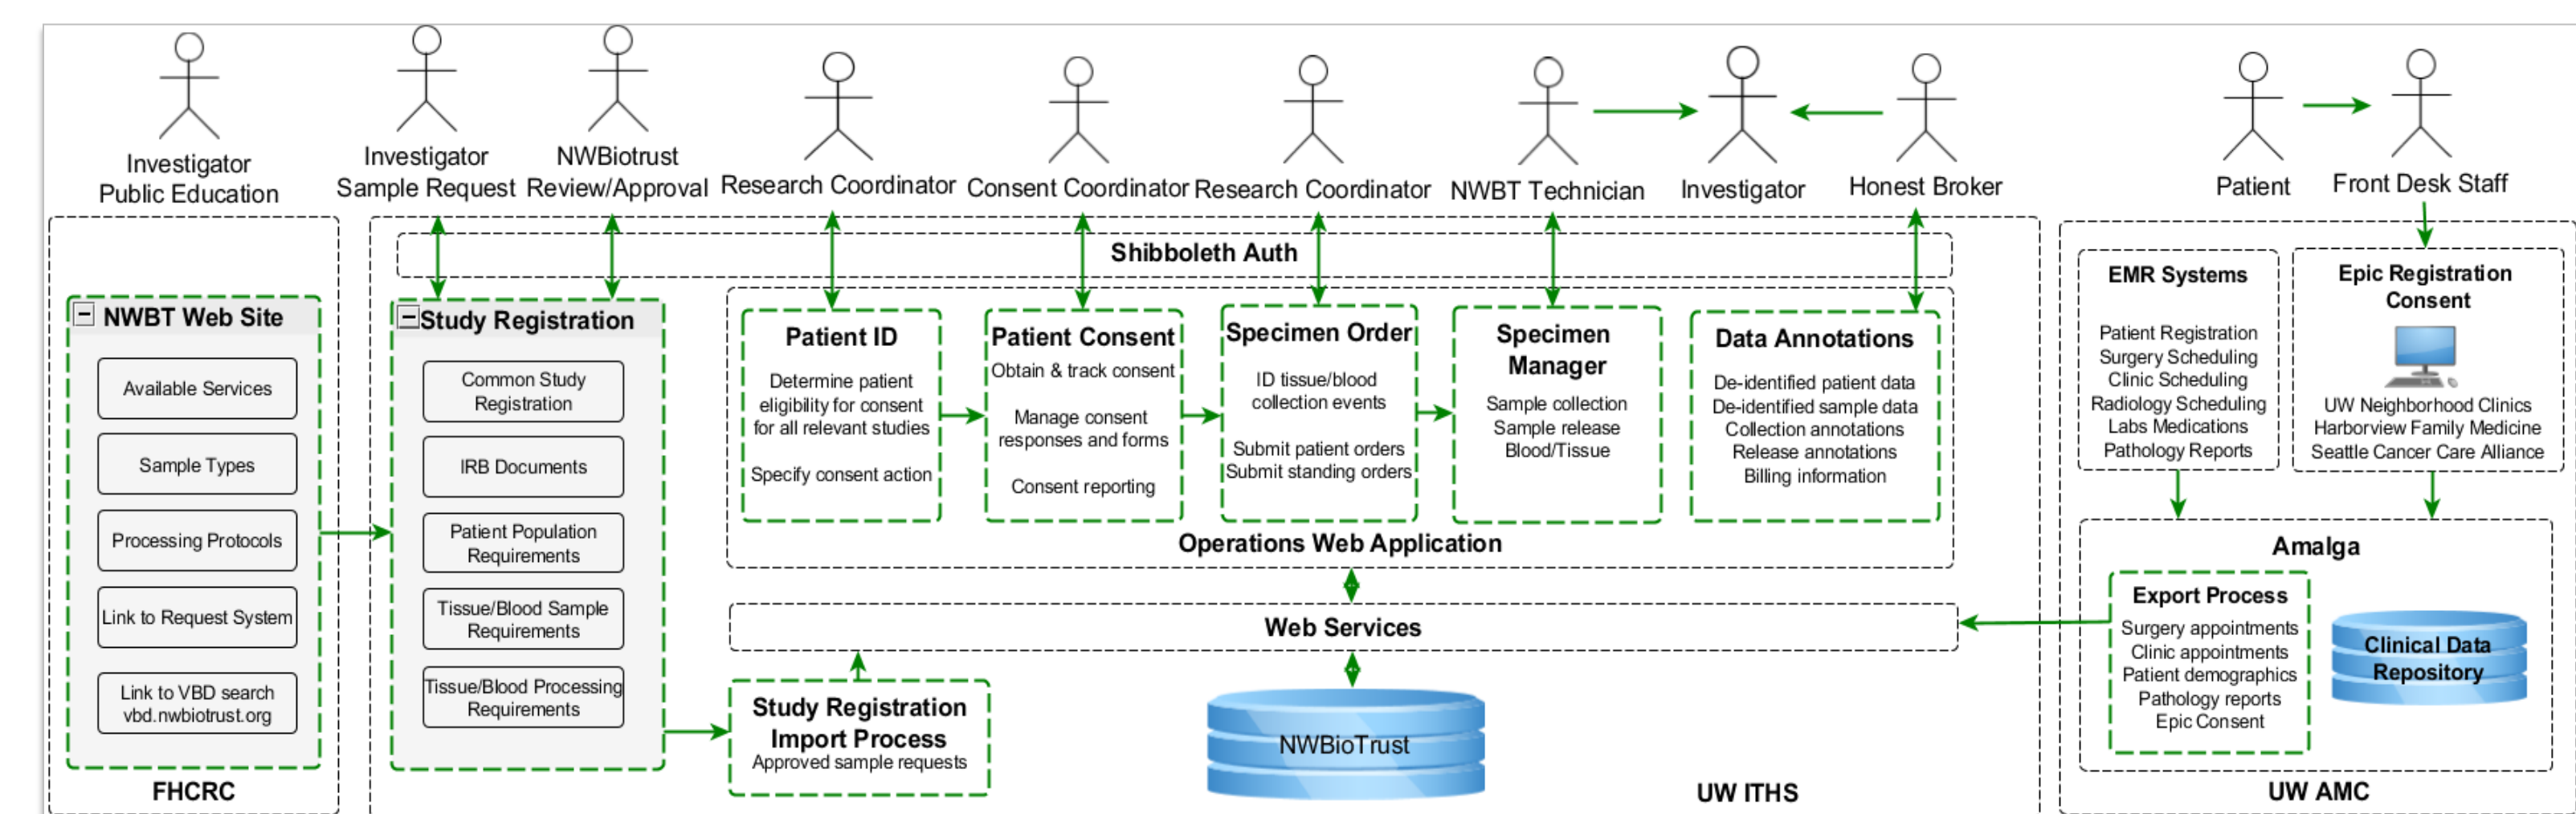 Investigator
Public Education
Investigator
Sample Request
NWBiotrust
Review/Approval
Research Coordinator
Consent Coordinator
Research Coordinator
NWBT Technician
Investigator
Honest Broker
Patient
Front Desk Staff
NWBT Web Site
Available Services
Sample Types
Processing Protocols
Link to Request System
Link to VBD search
vbd.nwbiotrust.org
FHCRC
Shibboleth Auth
Study Registration
Common Study
Registration
IRB Documents
Patient Population
Requirements
Tissue/Blood Sample
Requirements
Tissue/Blood Processing
Requirements
Patient ID
Determine patient
eligibility for consent
for all relevant studies
Specify consent action
Patient Consent
Obtain & track consent
Manage consent
responses and forms
Consent reporting
Specimen Order
ID tissue/blood
collection events
Submit patient orders
Submit standing orders
Specimen
Manager
Sample collection
Sample release
Blood/Tissue
Data Annotations
De-identified patient data
De-identified sample data
Collection annotations
Release annotations
Billing information
Operations Web Application
Web Services
Study Registration
Import Process
Approved sample requests
NWBioTrust
UW ITHS
EMR Systems
Patient Registration
Surgery Scheduling
Clinic Scheduling
Radiology Scheduling
Labs Medications
Pathology Reports
Epic Registration
Consent
UW Neighborhood Clinics
Harborview Family Medicine
Seattle Cancer Care Alliance
Amalga
Export Process
Surgery appointments
Clinic appointments
Patient demographics
Pathology reports
Epic Consent
Clinical Data
Repository
UW AMC